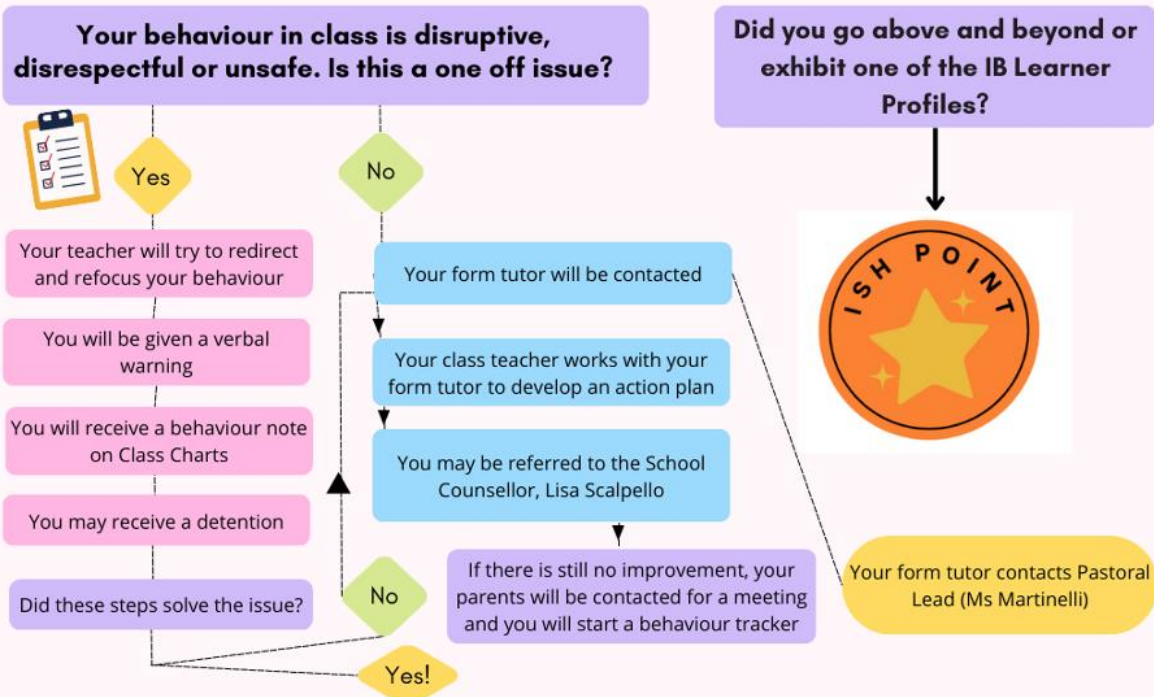 Your behaviour in class is disruptive,
disrespectful or unsafe. Is this a one off issue?
Yes
No
Your teacher will try to redirect
and refocus your behaviour
You will be given a verbal
warning
You will receive a behaviour note
on Class Charts
You may receive a detention
Did these steps solve the issue?
No
Yes!
Your form tutor will be contacted
Your class teacher works with your
form tutor to develop an action plan
You may be referred to the School
Counsellor, Lisa Scalpello
If there is still no improvement, your
parents will be contacted for a meeting
and you will start a behaviour tracker
Your form tutor contacts Pastoral
Lead (Ms Martinelli)
Did you go above and beyond or
exhibit one of the IB Learner
Profiles?
ISH POINT